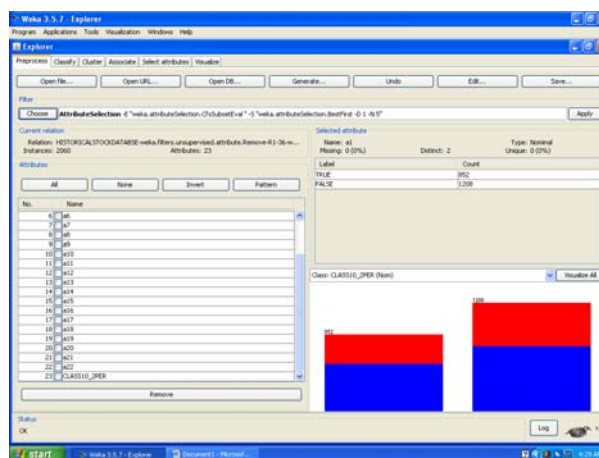 Weka 3.5.7 - Explorer
Program Applications Tools Visualization Windows Help
Explorer
Preprocess Classify Cluster Associate Select attributes Visualize
Open file... Open URL... Open DB... Generate... Undo Edit... Save...
Filter
Choose AttributeSelection -E "weka.attributeSelection.CfsSubsetEval " -S "weka.attributeSelection.BestFirst -D 1 -N 5" Apply
Current relation
Relation: HISTORICALSTOCKDATABSE-weka.filters.unsupervised.attribute.Remove-R1-36-w...
Instances: 2060 Attributes: 23
Attributes
All None Invert Pattern
No. Name
6 a6
7 a7
8 a8
9 a9
10 a10
11 a11
12 a12
13 a13
14 a14
15 a15
16 a16
17 a17
18 a18
19 a19
20 a20
21 a21
22 a22
23 CLASS10_2PER
Remove
Selected attribute
Name: a1 Type: Nominal
Missing: 0 (0%) Distinct: 2 Unique: 0 (0%)
Label Count
TRUE 852
FALSE 1208
Class: CLASS10_2PER (Nom) Visualize All
852
1208
Status
OK
Log
start Weka 3.5.7 - Explorer Document1 - Microsof...